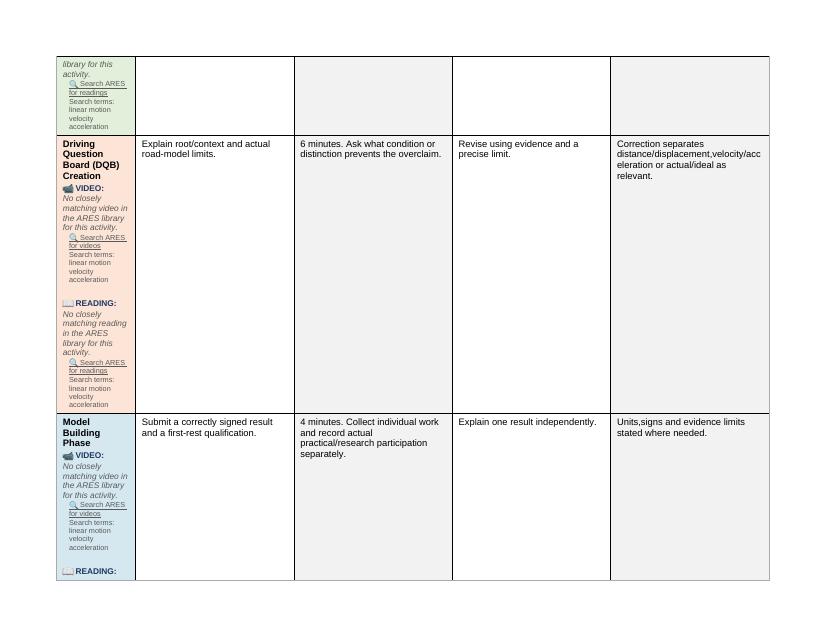 library for this
activity.
🔍 Search ARES
for readings
Search terms:
linear motion
velocity
acceleration
Driving
Question
Board (DQB)
Creation
📹 VIDEO:
No closely
matching video in
the ARES library
for this activity.
🔍 Search ARES
for videos
Search terms:
linear motion
velocity
acceleration
📖 READING:
No closely
matching reading
in the ARES
library for this
activity.
🔍 Search ARES
for readings
Search terms:
linear motion
velocity
acceleration
Explain root/context and actual
road-model limits.
6 minutes. Ask what condition or
distinction prevents the overclaim.
Revise using evidence and a
precise limit.
Correction separates
distance/displacement,velocity/acc
eleration or actual/ideal as
relevant.
Model
Building
Phase
📹 VIDEO:
No closely
matching video in
the ARES library
for this activity.
🔍 Search ARES
for videos
Search terms:
linear motion
velocity
acceleration
📖 READING:
Submit a correctly signed result
and a first-rest qualification.
4 minutes. Collect individual work
and record actual
practical/research participation
separately.
Explain one result independently.
Units,signs and evidence limits
stated where needed.